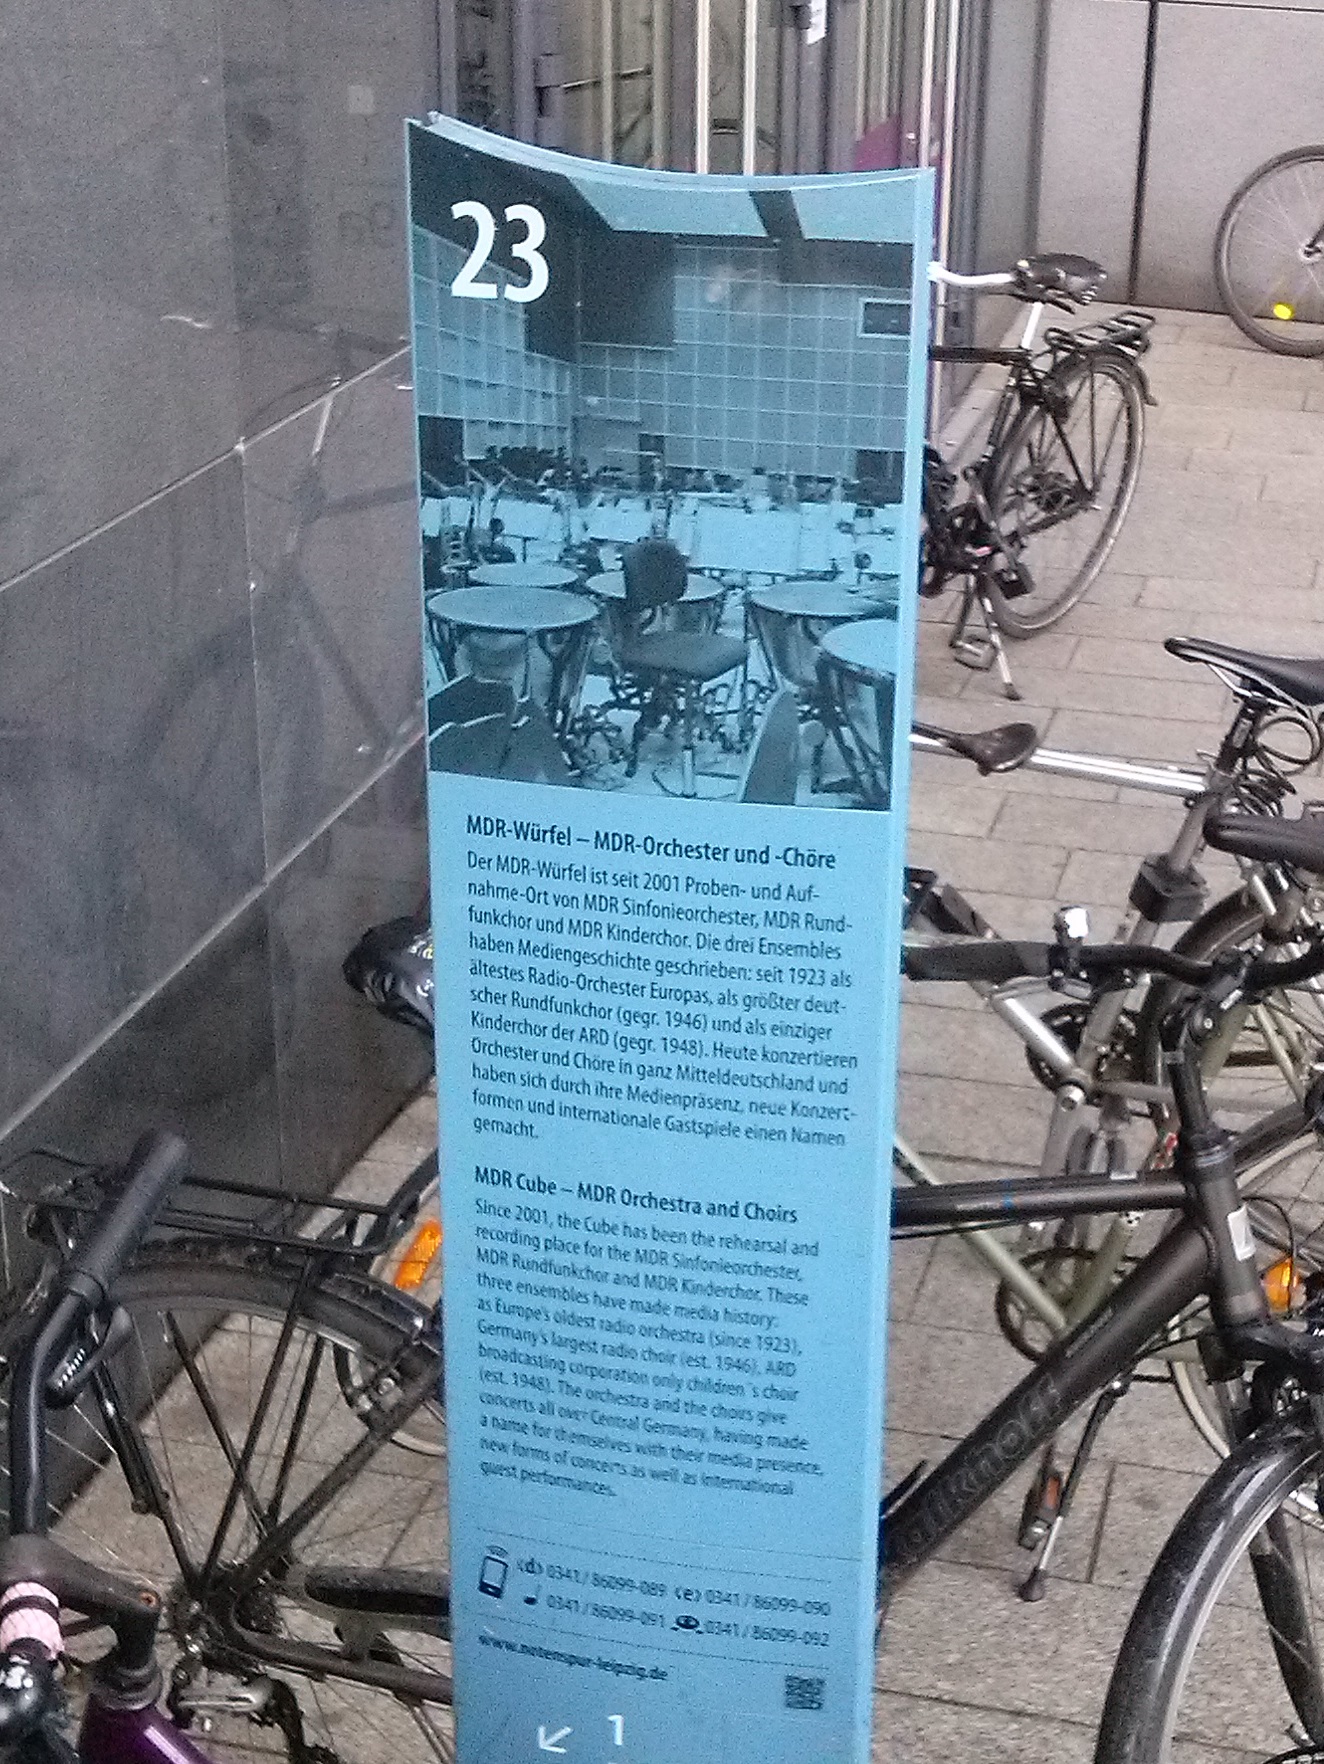 23
MDR-Würfel – MDR-Orchester und -Chöre
Der MDR-Würfel ist seit 2001 Proben- und Auf-
nahme-Ort von MDR Sinfonieorchester, MDR Rund-
funkchor und MDR Kinderchor. Die drei Ensembles
haben Mediengeschichte geschrieben: seit 1923 als
ältestes Radio-Orchester Europas, als größter deut-
scher Rundfunkchor (gegr. 1946) und als einziger
Kinderchor der ARD (gegr. 1948). Heute konzertieren
Orchester und Chöre in ganz Mitteldeutschland und
haben sich durch ihre Medienpräsenz, neue Konzert-
formen und internationale Gastspiele einen Namen
gemacht.
MDR Cube – MDR Orchestra and Choirs
Since 2001, the Cube has been the rehearsal and
recording place for the MDR Sinfonieorchester,
MDR Rundfunkchor and MDR Kinderchor. These
three ensembles have made media history:
as Europe's oldest radio orchestra (since 1923),
Germany's largest radio choir (est. 1946), ARD
broadcasting corporation only children´s choir
(est. 1948). The orchestra and the choirs give
concerts all over Central Germany, having made
a name for themselves with their media presence,
new forms of concerts as well as international
guest performances.
(d) 0341 / 86099-089 (e) 0341 / 86099-090
0341 / 86099-091 0341 / 86099-092
www.notenspur-leipzig.de
↙ 1